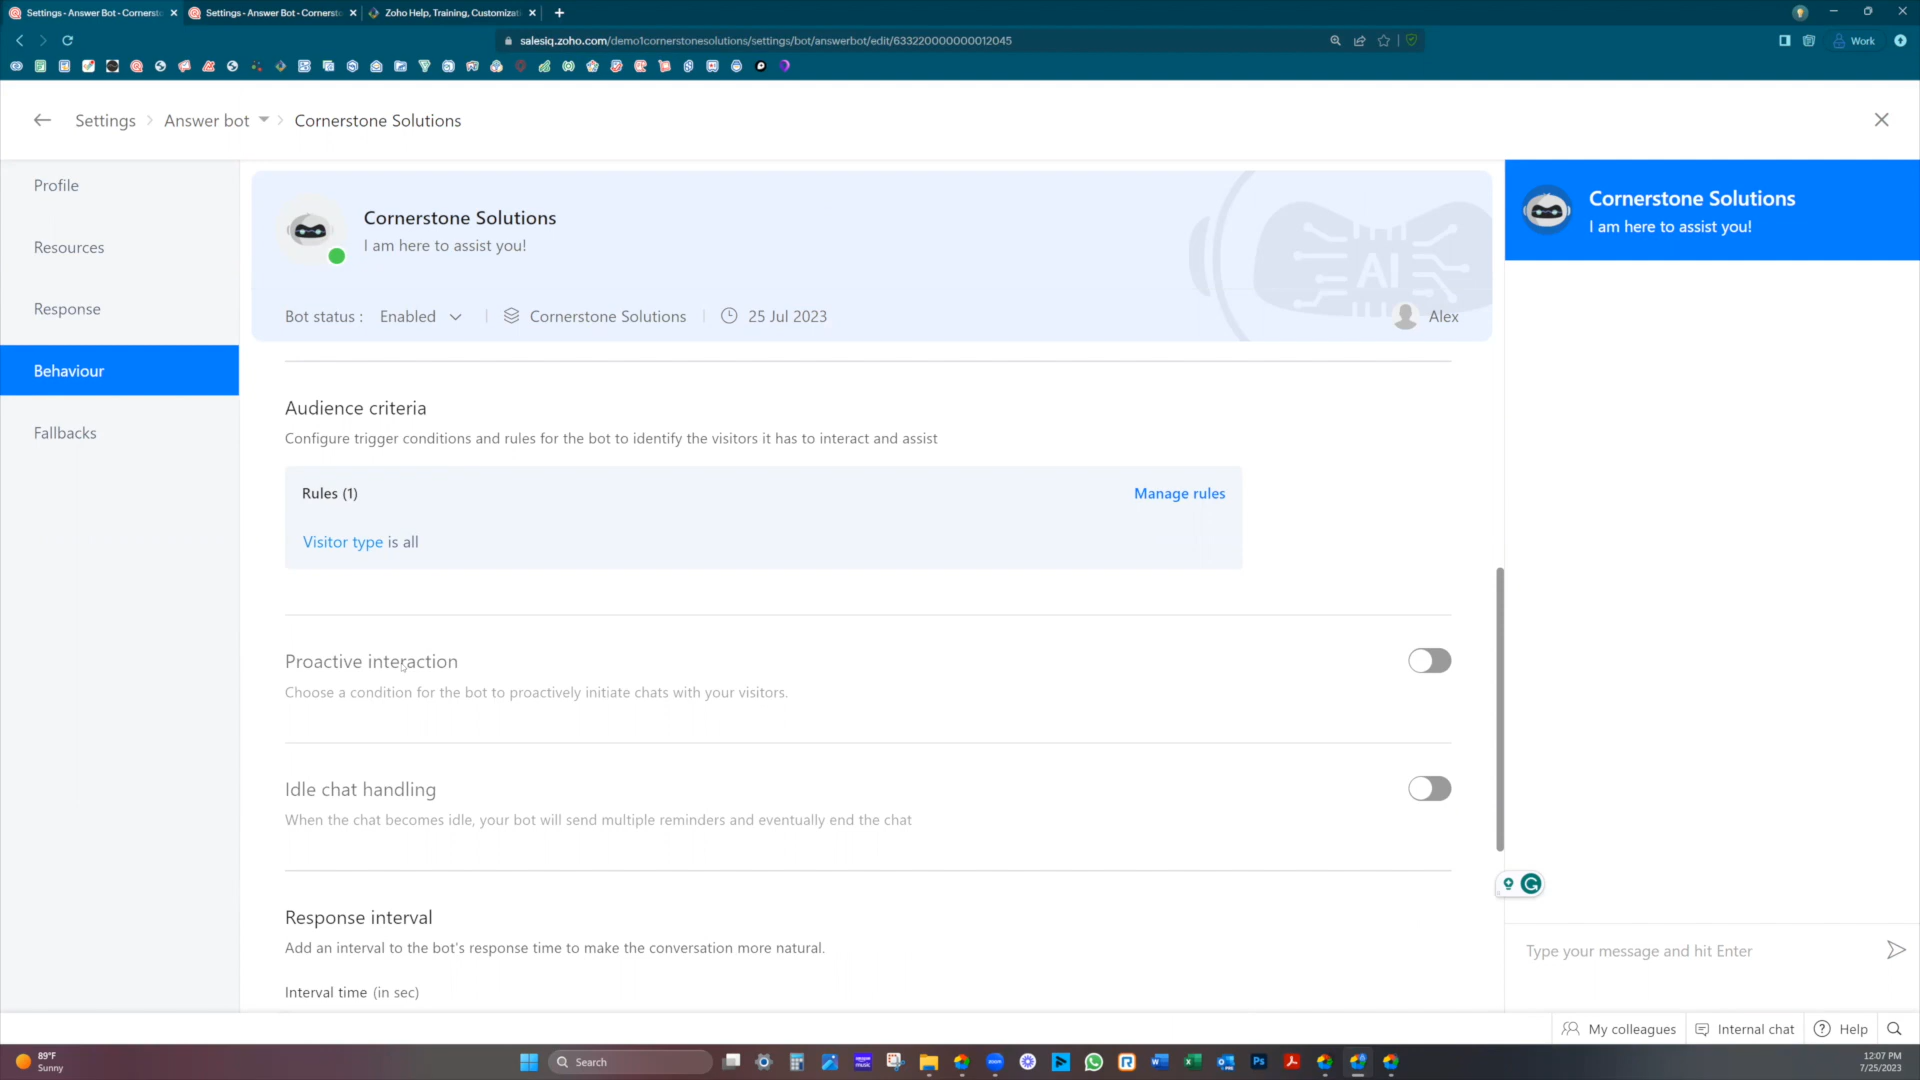 Settings - Answer Bot - Cornersto
Settings - Answer Bot - Cornersto
Zoho Help, Training, Customizati
salesiq.zoho.com/demo1cornerstonesolutions/settings/bot/answerbot/edit/633220000000012045
Work
Settings
Answer bot
Cornerstone Solutions
Profile
Resources
Response
Behaviour
Fallbacks
Cornerstone Solutions
I am here to assist you!
AI
Bot status :
Enabled
Cornerstone Solutions
25 Jul 2023
Alex
Audience criteria
Configure trigger conditions and rules for the bot to identify the visitors it has to interact and assist
Rules (1)
Manage rules
Visitor type is all
Proactive interaction
Choose a condition for the bot to proactively initiate chats with your visitors.
Idle chat handling
When the chat becomes idle, your bot will send multiple reminders and eventually end the chat
Response interval
Add an interval to the bot's response time to make the conversation more natural.
Interval time (in sec)
Cornerstone Solutions
I am here to assist you!
Type your message and hit Enter
My colleagues
Internal chat
Help
89°F
Sunny
Search
12:07 PM
7/25/2023